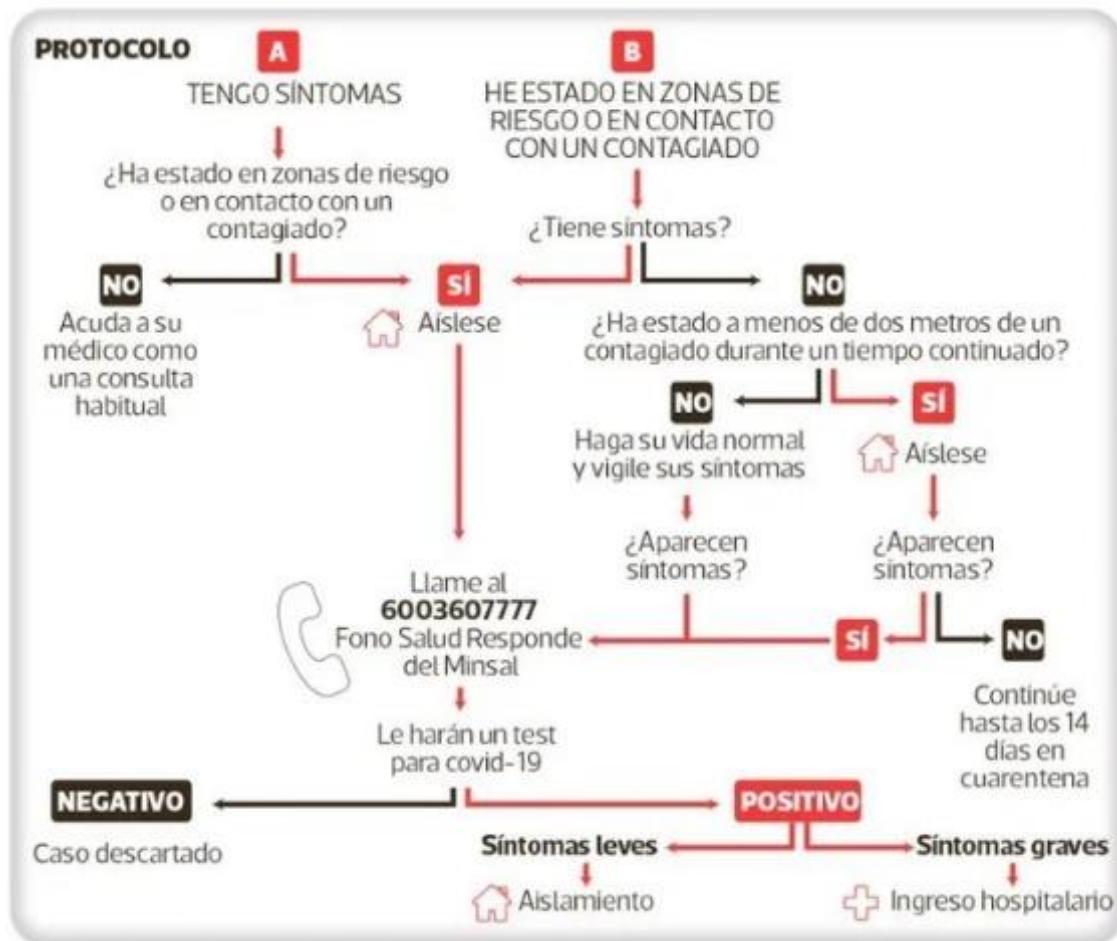 PROTOCOLO
A
TENGO SÍNTOMAS
¿Ha estado en zonas de riesgo
o en contacto con un
contagiado?
NO
Acuda a su
médico como
una consulta
habitual
SÍ
Aíslese
B
HE ESTADO EN ZONAS DE
RIESGO O EN CONTACTO
CON UN CONTAGIADO
¿Tiene síntomas?
NO
¿Ha estado a menos de dos metros de un
contagiado durante un tiempo continuado?
NO
Haga su vida normal
y vigile sus síntomas
¿Aparecen
síntomas?
SÍ
Aíslese
¿Aparecen
síntomas?
SÍ
NO
Continúe
hasta los 14
días en
cuarentena
Llame al
6003607777
Fono Salud Responde
del Minsal
Le harán un test
para covid-19
NEGATIVO
Caso descartado
POSITIVO
Síntomas leves
Aislamiento
Síntomas graves
Ingreso hospitalario